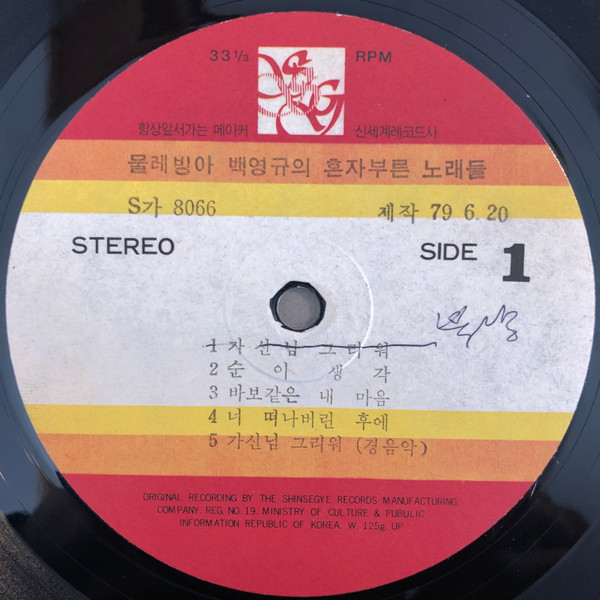 33⅓ RPM
항상앞서가는 메이커 신세계레코드사
물레방아 백영규의 혼자부른 노래들
S가 8066 제작 79 6. 20
STEREO SIDE 1
1 자 신 님 그 리 워
2 순 이 생 각
3 바보같은 내 마음
4 너 떠나비린 후에
5 가신님 그리워 (경음악)
ORIGINAL RECORDING BY THE SHINSEGYE RECORDS MANUFACTURING
COMPANY. REG. NO. 19. MINISTRY OF CULTURE & PUBULIC
INFORMATION REPUBLIC OF KOREA. W. 125g. UP